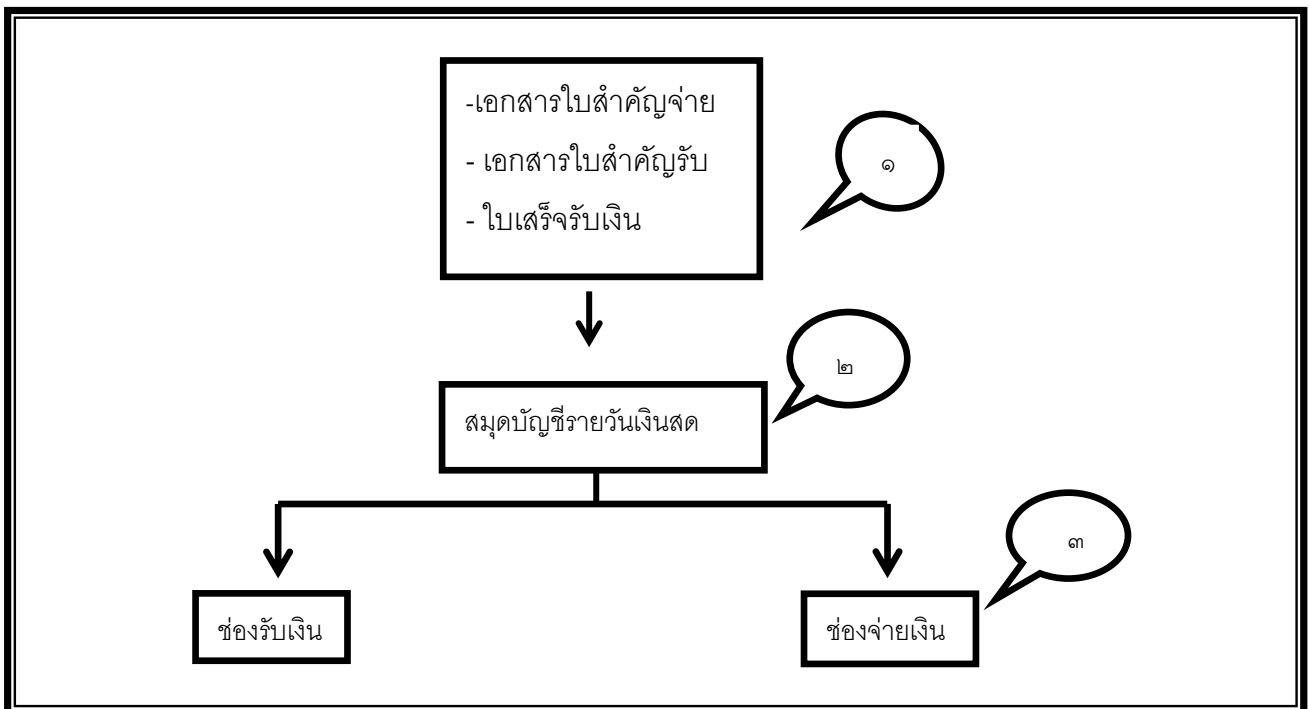 -เอกสารใบสำคัญจ่าย
- เอกสารใบสำคัญรับ
- ใบเสร็จรับเงิน
๑
๒
สมุดบัญชีรายวันเงินสด
๓
ช่องรับเงิน
ช่องจ่ายเงิน